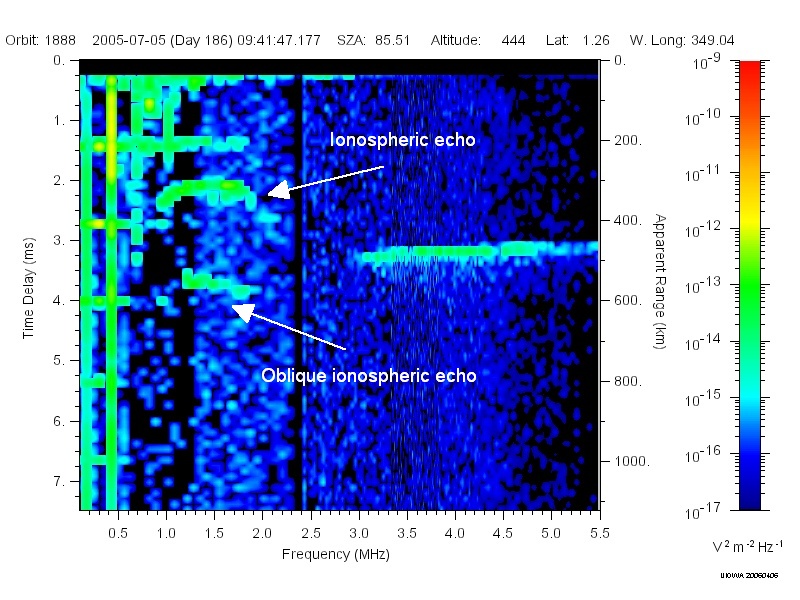 Orbit: 1888 2005-07-05 (Day 186) 09:41:47.177 SZA: 85.51 Altitude: 444 Lat: 1.26 W. Long: 349.04
0.
1.
2.
3.
4.
5.
6.
7.
Time Delay (ms)
Ionospheric echo
Oblique ionospheric echo
0.5 1.0 1.5 2.0 2.5 3.0 3.5 4.0 4.5 5.0 5.5
Frequency (MHz)
0.
200.
400.
600.
800.
1000.
Apparent Range (km)
10⁻⁹
10⁻¹⁰
10⁻¹¹
10⁻¹²
10⁻¹³
10⁻¹⁴
10⁻¹⁵
10⁻¹⁶
10⁻¹⁷
V² m⁻² Hz⁻¹
UIOWA 20060406